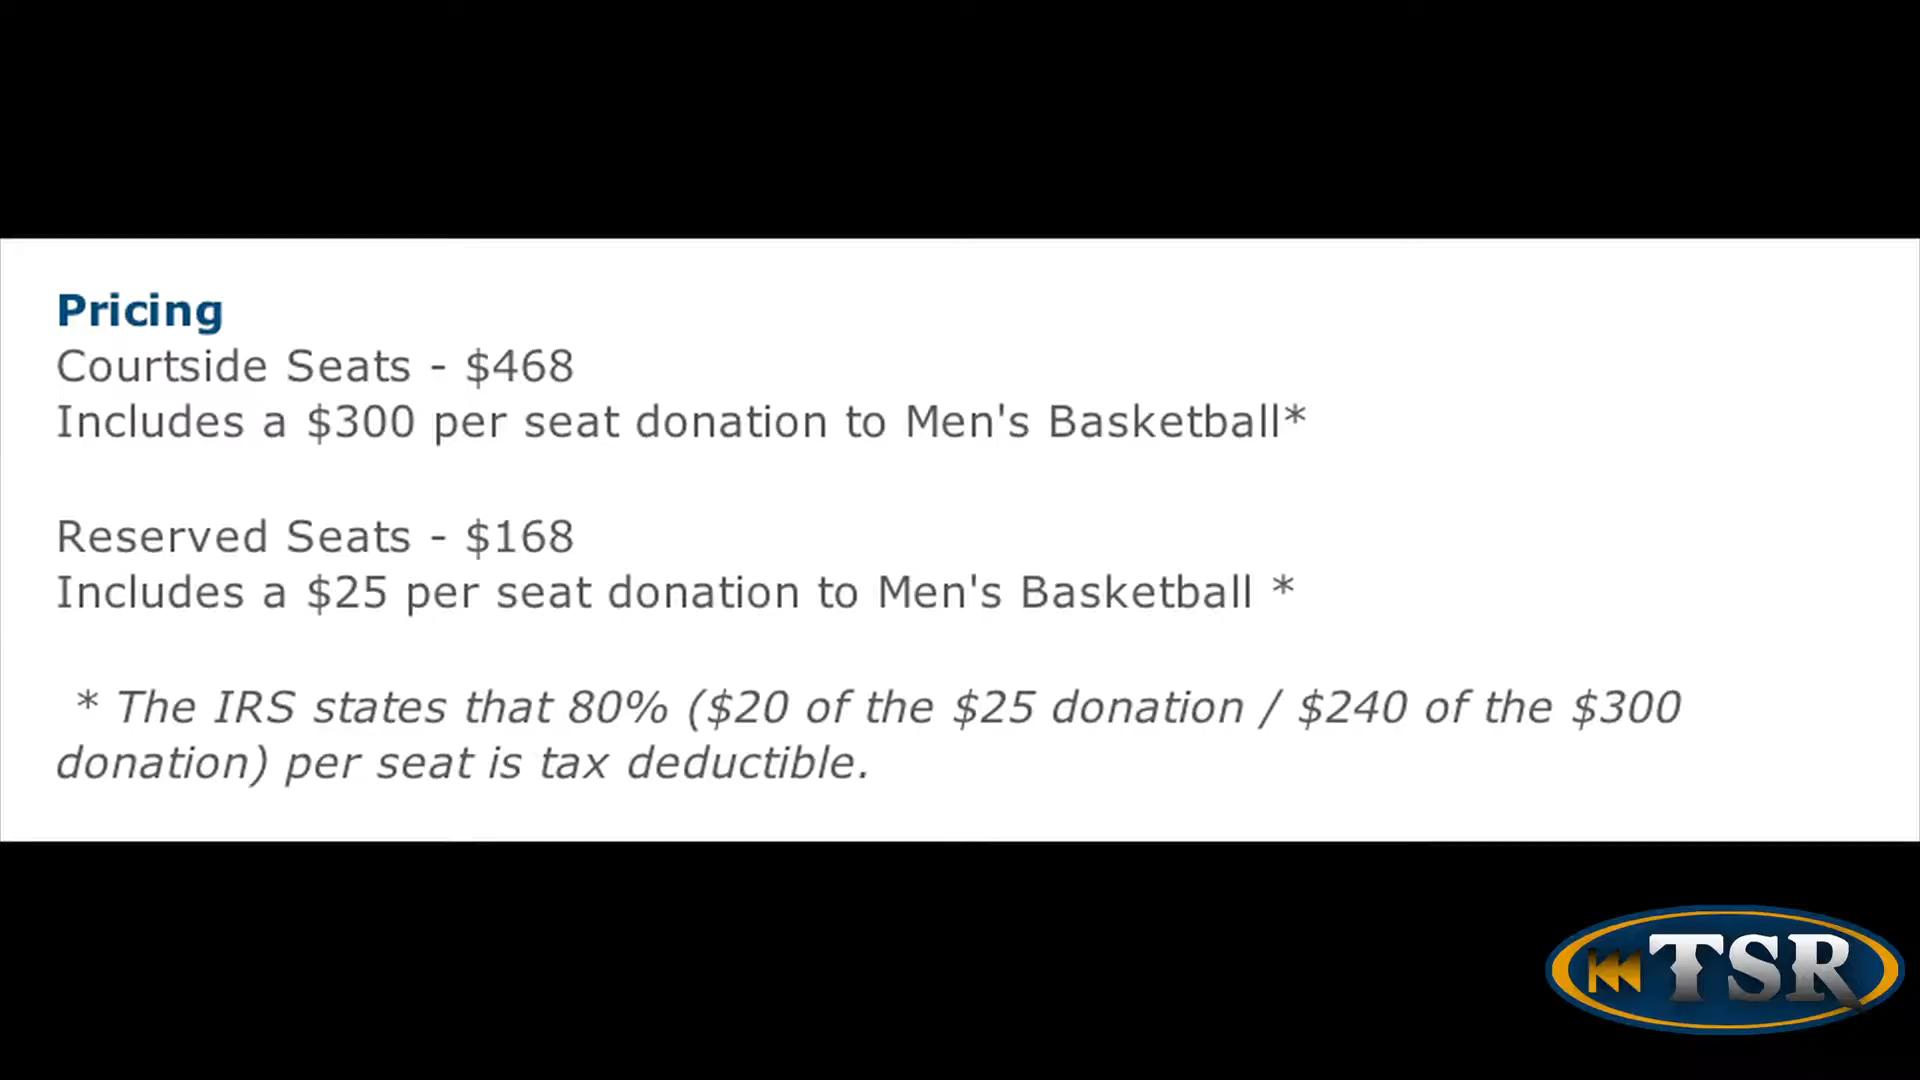 Pricing
Courtside Seats - $468
Includes a $300 per seat donation to Men's Basketball*
Reserved Seats - $168
Includes a $25 per seat donation to Men's Basketball *
* The IRS states that 80% ($20 of the $25 donation / $240 of the $300
donation) per seat is tax deductible.
TSR